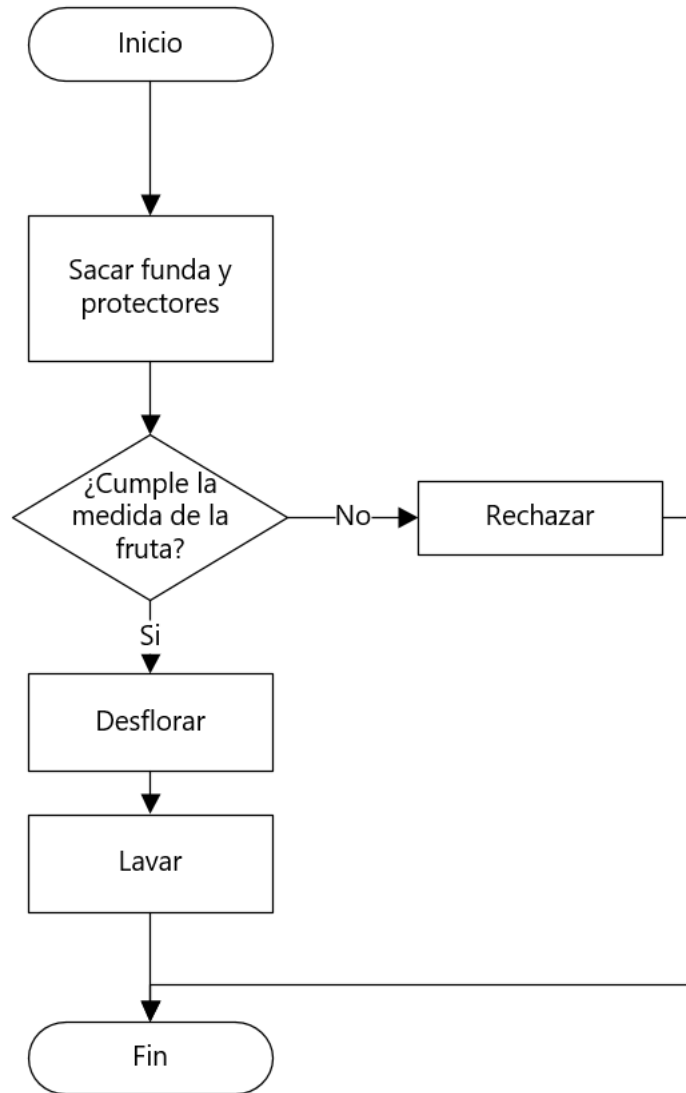 Inicio
Sacar funda y
protectores
¿Cumple la
medida de la
fruta?
No
Rechazar
Si
Desflorar
Lavar
Fin